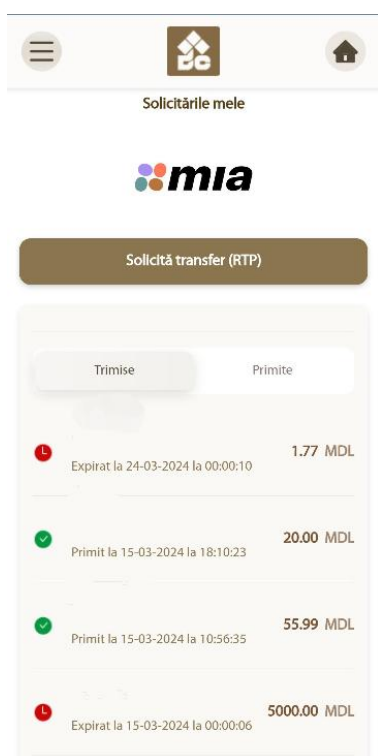 Solicitările mele
mia
Solicită transfer (RTP)
Trimise Primite
1.77 MDL
Expirat la 24-03-2024 la 00:00:10
20.00 MDL
Primit la 15-03-2024 la 18:10:23
55.99 MDL
Primit la 15-03-2024 la 10:56:35
5000.00 MDL
Expirat la 15-03-2024 la 00:00:06